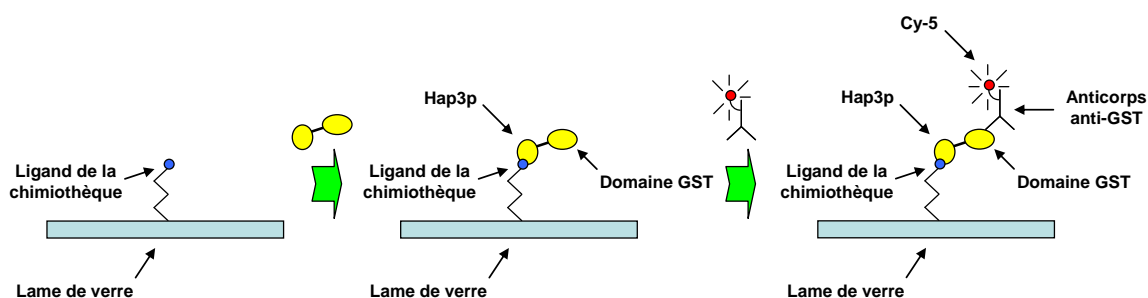 Ligand de la
chimiothèque
Lame de verre
Hap3p
Ligand de la
chimiothèque
Domaine GST
Lame de verre
Cy-5
Hap3p
Anticorps
anti-GST
Ligand de la
chimiothèque
Domaine GST
Lame de verre